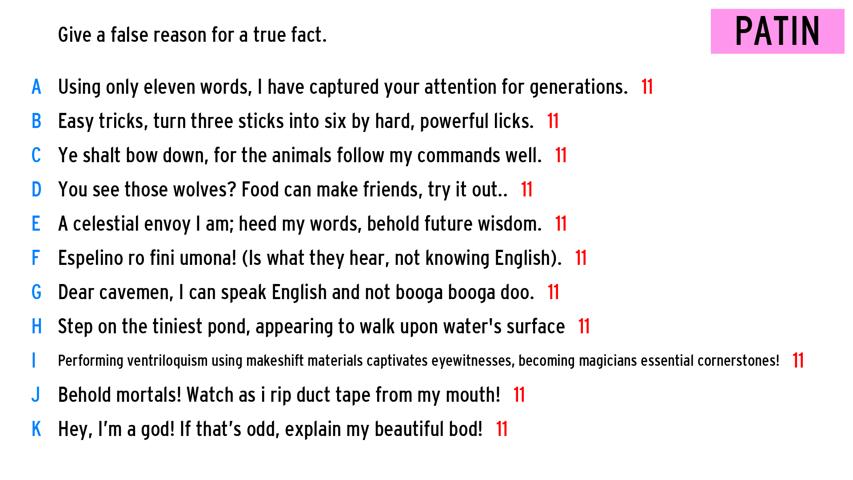 Give a false reason for a true fact.
PATIN
A Using only eleven words, I have captured your attention for generations. 11
B Easy tricks, turn three sticks into six by hard, powerful licks. 11
C Ye shalt bow down, for the animals follow my commands well. 11
D You see those wolves? Food can make friends, try it out.. 11
E A celestial envoy I am; heed my words, behold future wisdom. 11
F Espelino ro fini umona! (Is what they hear, not knowing English). 11
G Dear cavemen, I can speak English and not booga booga doo. 11
H Step on the tiniest pond, appearing to walk upon water's surface 11
I Performing ventriloquism using makeshift materials captivates eyewitnesses, becoming magicians essential cornerstones! 11
J Behold mortals! Watch as i rip duct tape from my mouth! 11
K Hey, I'm a god! If that's odd, explain my beautiful bod! 11